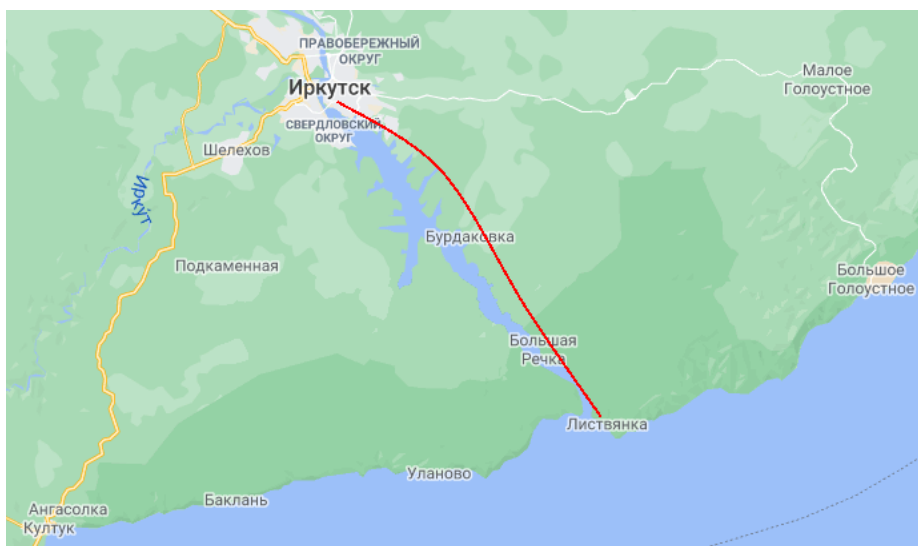 ПРАВОБЕРЕЖНЫЙ
ОКРУГ
Иркутск
Малое
Голоустное
СВЕРДЛОВСКИЙ
ОКРУГ
Шелехов
Иркут
Бурдаковка
Подкаменная
Большое
Голоустное
Большая
Речка
Листвянка
Уланово
Баклань
Ангасолка
Култук